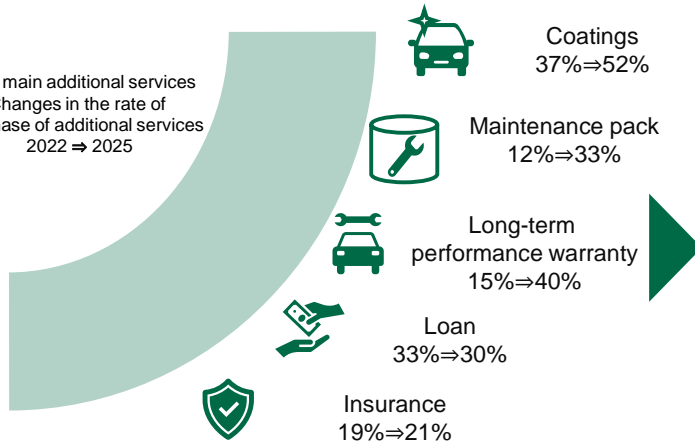 main additional services
hanges in the rate of
ase of additional services
2022 ⇒ 2025
Coatings
37%⇒52%
Maintenance pack
12%⇒33%
Long-term
performance warranty
15%⇒40%
Loan
33%⇒30%
Insurance
19%⇒21%